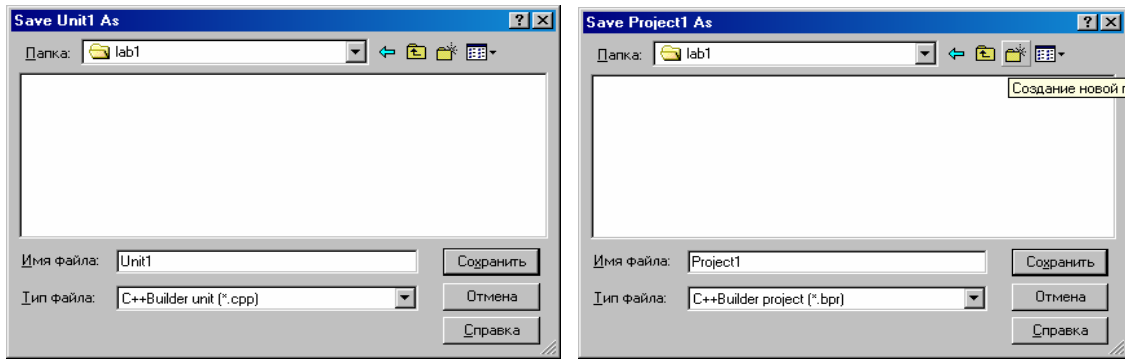 Save Unit1 As
Папка: lab1
Имя файла: Unit1
Сохранить
Тип файла: C++Builder unit (*.cpp)
Отмена
Справка
Save Project1 As
Папка: lab1
Создание новой
Имя файла: Project1
Сохранить
Тип файла: C++Builder project (*.bpr)
Отмена
Справка